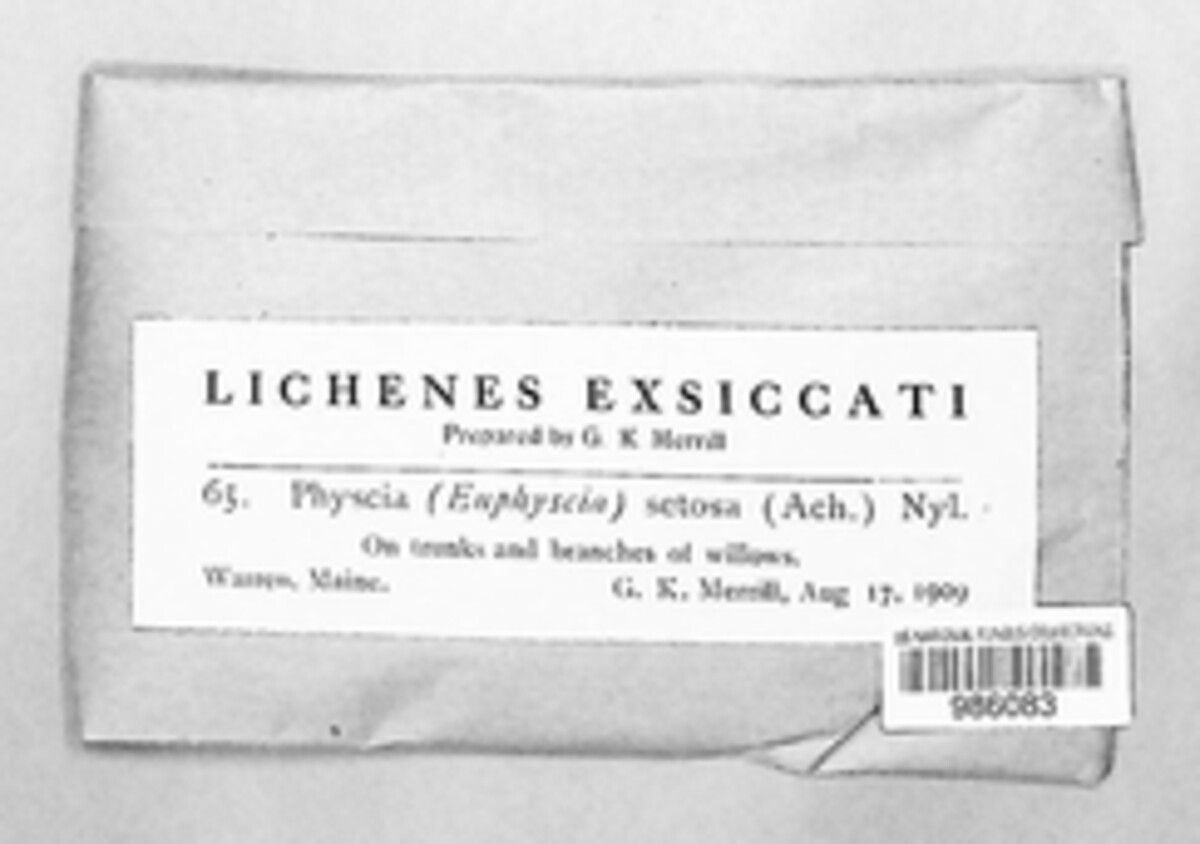 LICHENES EXSICCATI
Prepared by G. K Merrill
65. Physcia (Euphyscia) setosa (Ach.) Nyl.
On trunks and branches of willows.
Warren, Maine. G. K. Merrill, Aug 17, 1909
986083